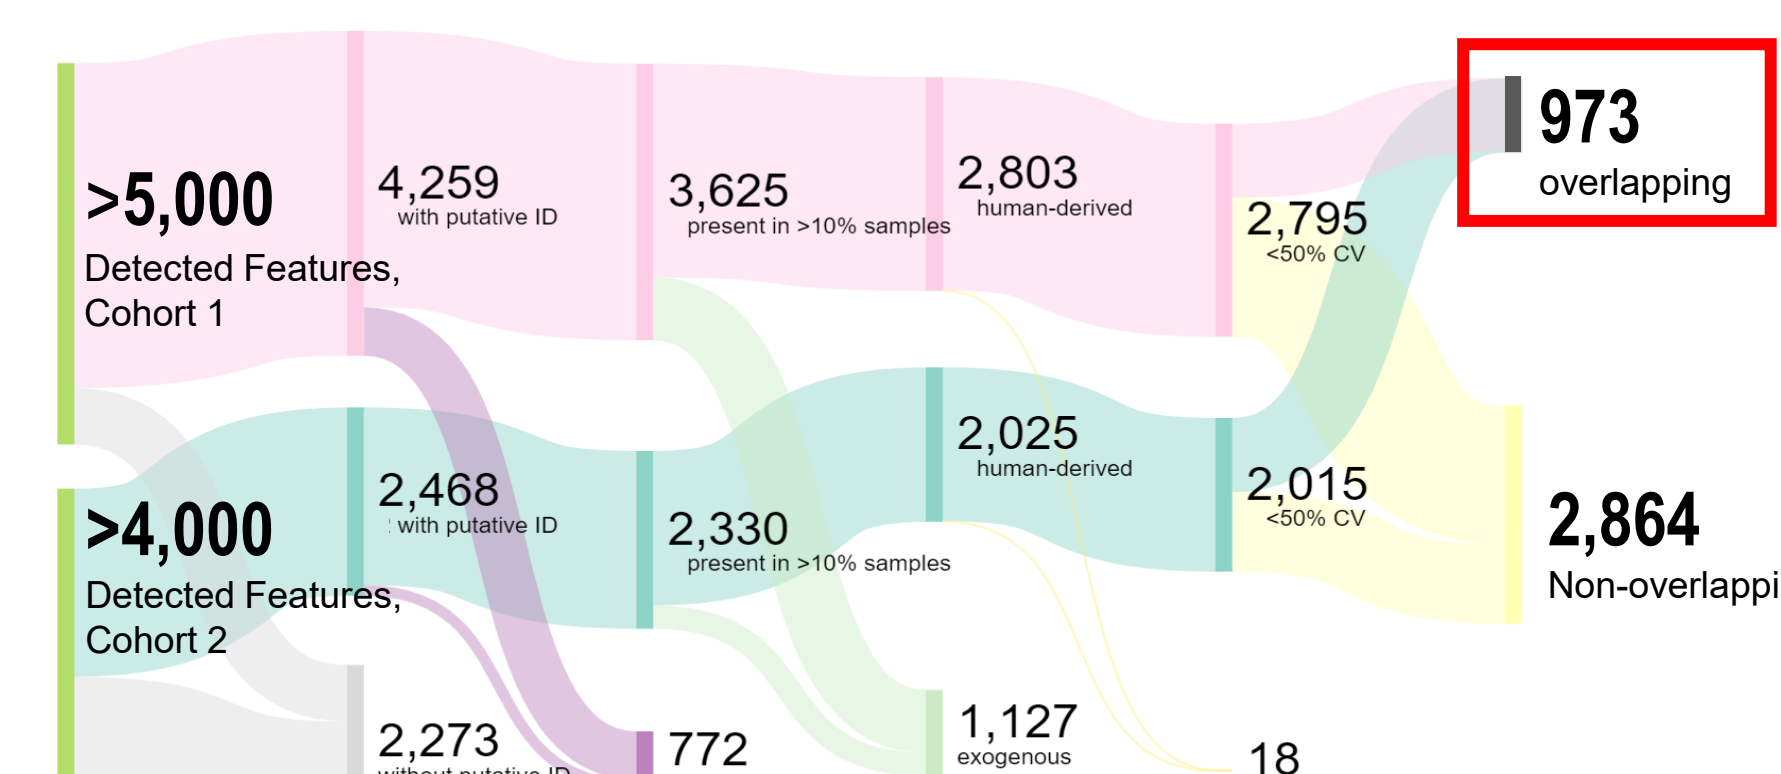 >5,000
Detected Features,
Cohort 1
4,259
with putative ID
3,625
present in >10% samples
2,803
human-derived
2,795
<50% CV
973
overlapping
>4,000
Detected Features,
Cohort 2
2,468
with putative ID
2,330
present in >10% samples
2,025
human-derived
2,015
<50% CV
2,864
Non-overlappi
2,273
without putative ID
772
1,127
exogenous
18